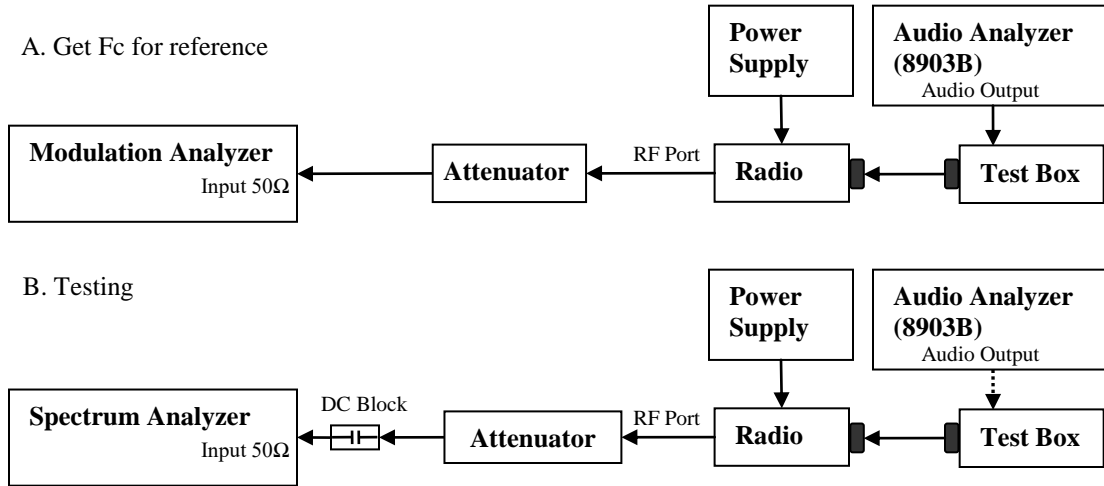 A. Get Fc for reference
Power
Supply
Audio Analyzer
(8903B)
Audio Output
Modulation Analyzer
Input 50Ω
Attenuator
RF Port
Radio
Test Box
B. Testing
Power
Supply
Audio Analyzer
(8903B)
Audio Output
Spectrum Analyzer
Input 50Ω
DC Block
Attenuator
RF Port
Radio
Test Box